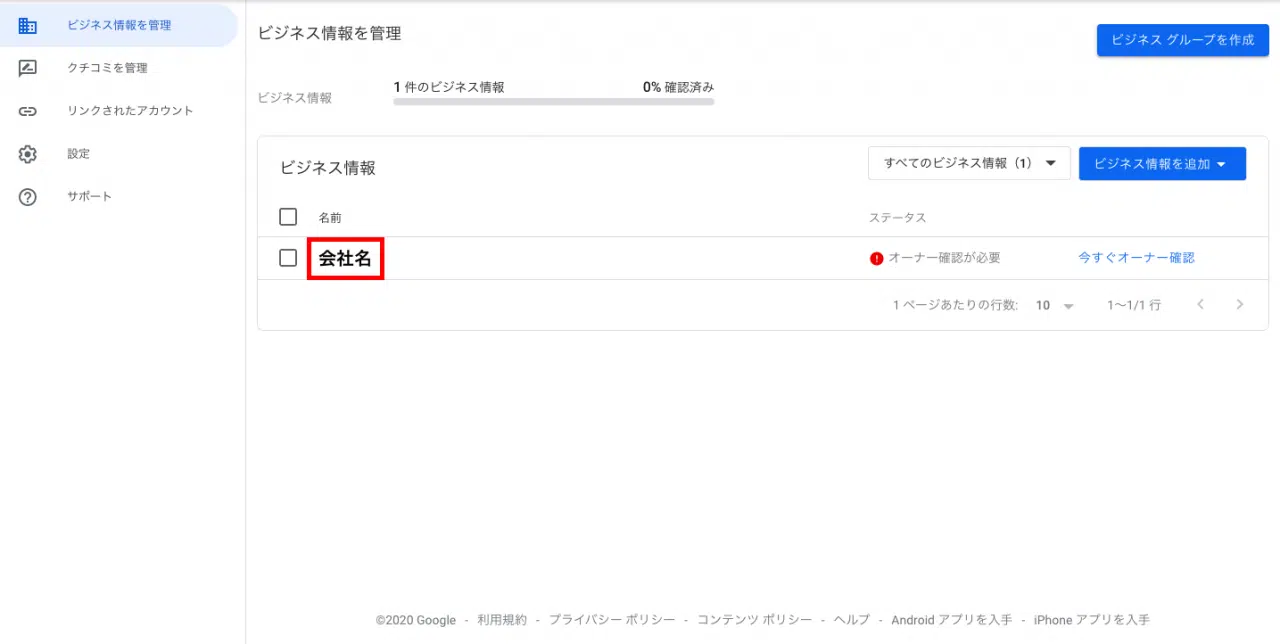 ビジネス情報を管理
クチコミを管理
リンクされたアカウント
設定
サポート
ビジネス情報を管理
ビジネス グループを作成
ビジネス情報
1 件のビジネス情報
0% 確認済み
ビジネス情報
すべてのビジネス情報（1）
ビジネス情報を追加
名前
ステータス
会社名
オーナー確認が必要
今すぐオーナー確認
1 ページあたりの行数:
10
1～1/1 行
©2020 Google - 利用規約 - プライバシー ポリシー - コンテンツ ポリシー - ヘルプ - Android アプリを入手 - iPhone アプリを入手